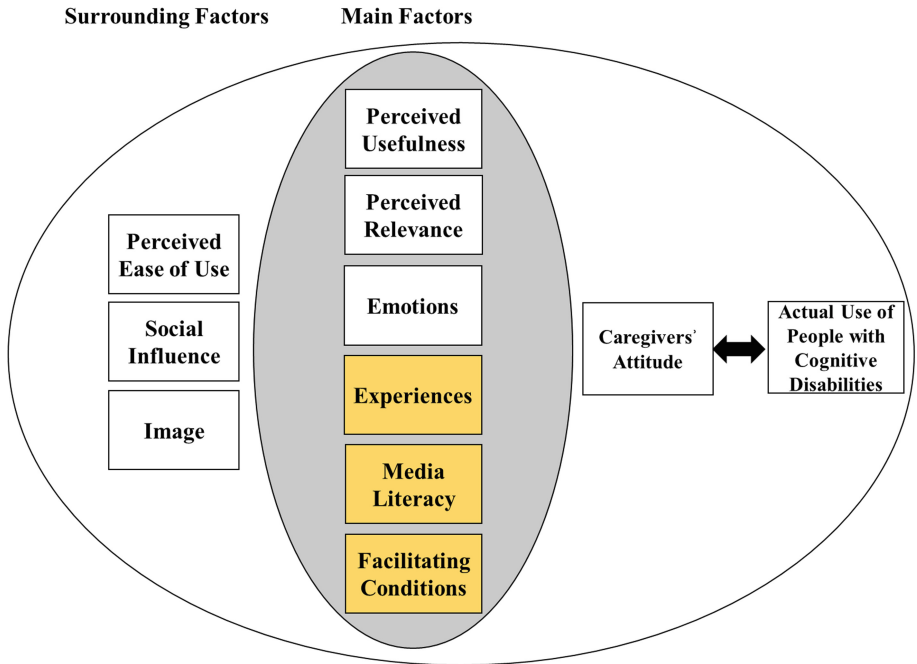 Surrounding Factors
Main Factors
Perceived
Usefulness
Perceived
Relevance
Emotions
Experiences
Media
Literacy
Facilitating
Conditions
Perceived
Ease of Use
Social
Influence
Image
Caregivers’
Attitude
Actual Use of
People with
Cognitive
Disabilities